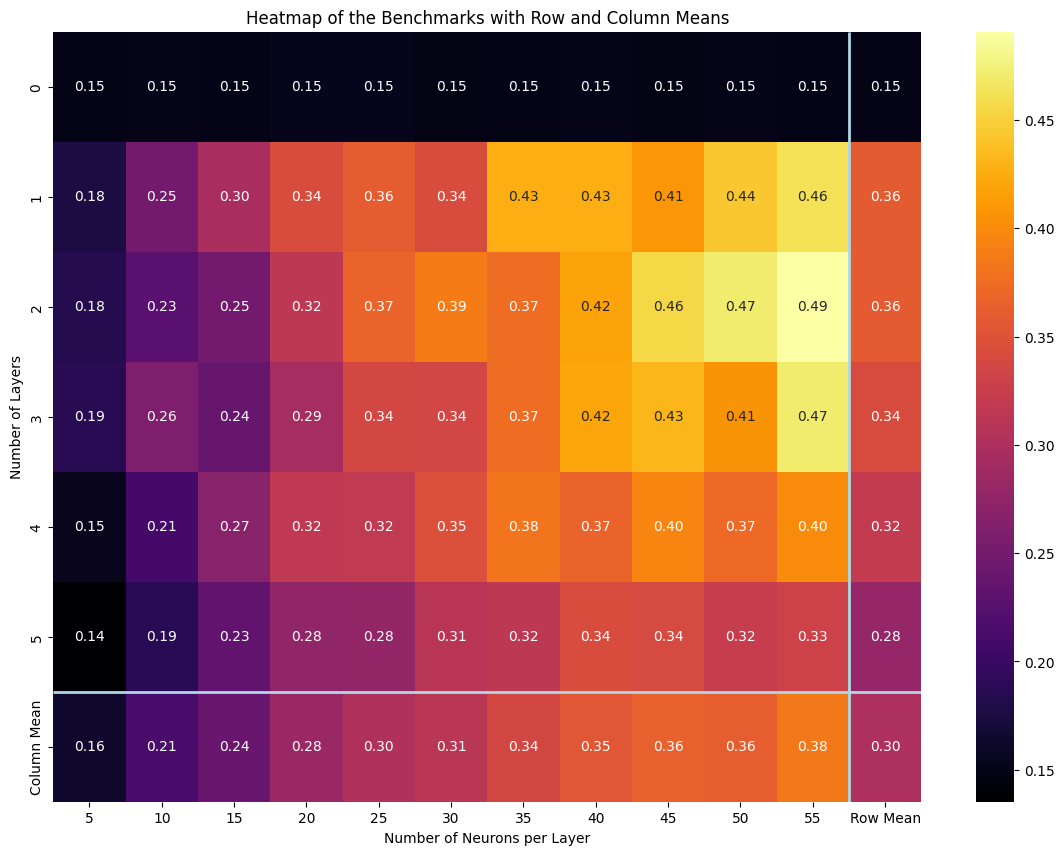 Heatmap of the Benchmarks with Row and Column Means
Number of Layers
0 0.15 0.15 0.15 0.15 0.15 0.15 0.15 0.15 0.15 0.15 0.15 0.15
1 0.18 0.25 0.30 0.34 0.36 0.34 0.43 0.43 0.41 0.44 0.46 0.36
2 0.18 0.23 0.25 0.32 0.37 0.39 0.37 0.42 0.46 0.47 0.49 0.36
3 0.19 0.26 0.24 0.29 0.34 0.34 0.37 0.42 0.43 0.41 0.47 0.34
4 0.15 0.21 0.27 0.32 0.32 0.35 0.38 0.37 0.40 0.37 0.40 0.32
5 0.14 0.19 0.23 0.28 0.28 0.31 0.32 0.34 0.34 0.32 0.33 0.28
Column Mean 0.16 0.21 0.24 0.28 0.30 0.31 0.34 0.35 0.36 0.36 0.38 0.30
5 10 15 20 25 30 35 40 45 50 55 Row Mean
Number of Neurons per Layer
0.45
0.40
0.35
0.30
0.25
0.20
0.15